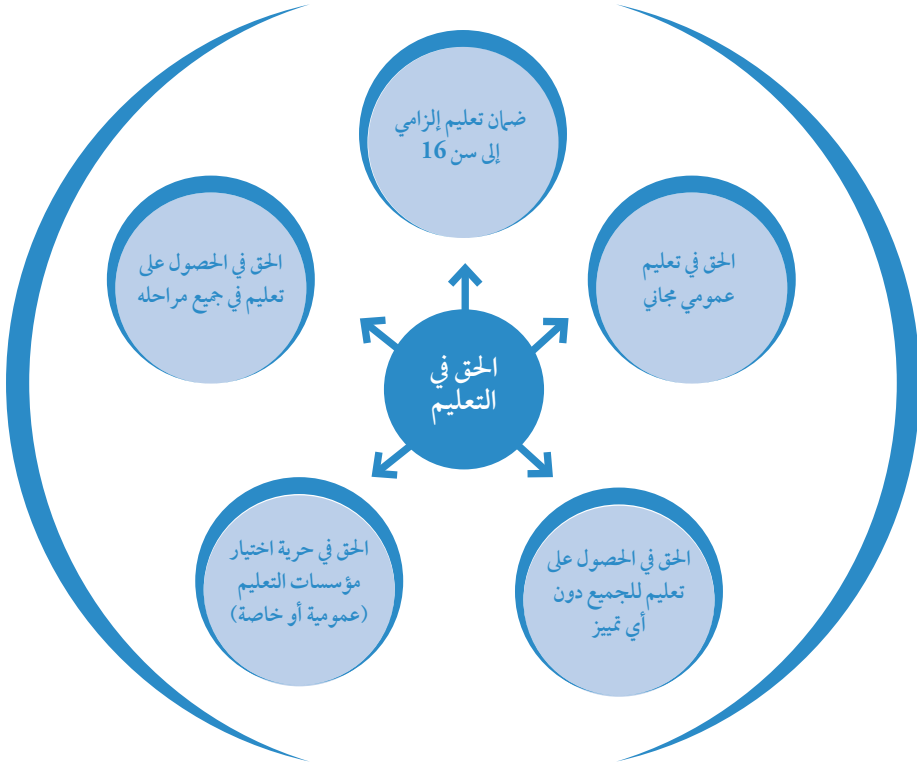 ضمان تعليم إلزامي
إلى سن 16
الحق في تعليم
عمومي مجاني
الحق في الحصول على
تعليم في جميع مراحله
الحق في
التعليم
الحق في الحصول على
تعليم للجميع دون
أي تمييز
الحق في حرية اختيار
مؤسسات التعليم
(عمومية أو خاصة)